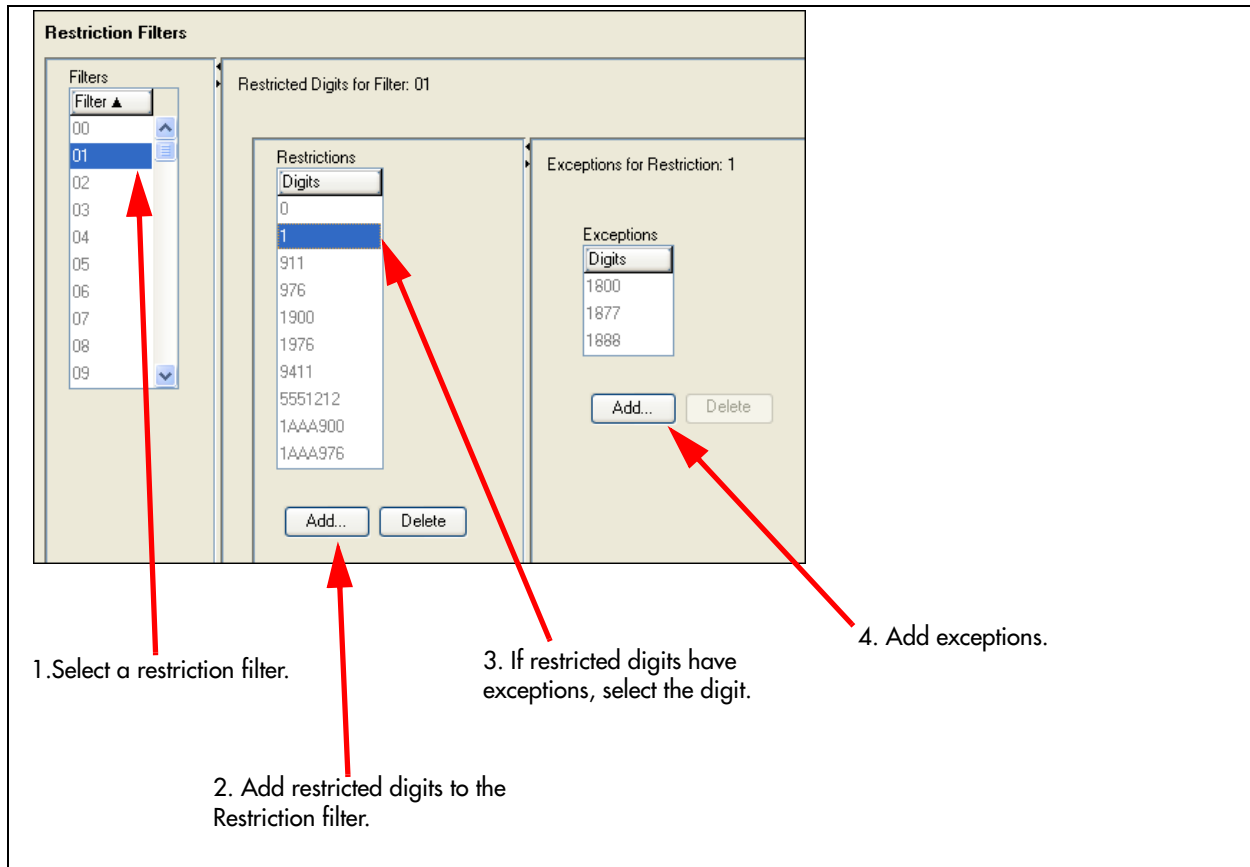 Restriction Filters
Filters
Filter ▲
00
01
02
03
04
05
06
07
08
09
Restricted Digits for Filter: 01
Restrictions
Digits
0
1
911
976
1900
1976
9411
5551212
1AAA900
1AAA976
Add...
Delete
Exceptions for Restriction: 1
Exceptions
Digits
1800
1877
1888
Add...
Delete
1.Select a restriction filter.
2. Add restricted digits to the
Restriction filter.
3. If restricted digits have
exceptions, select the digit.
4. Add exceptions.